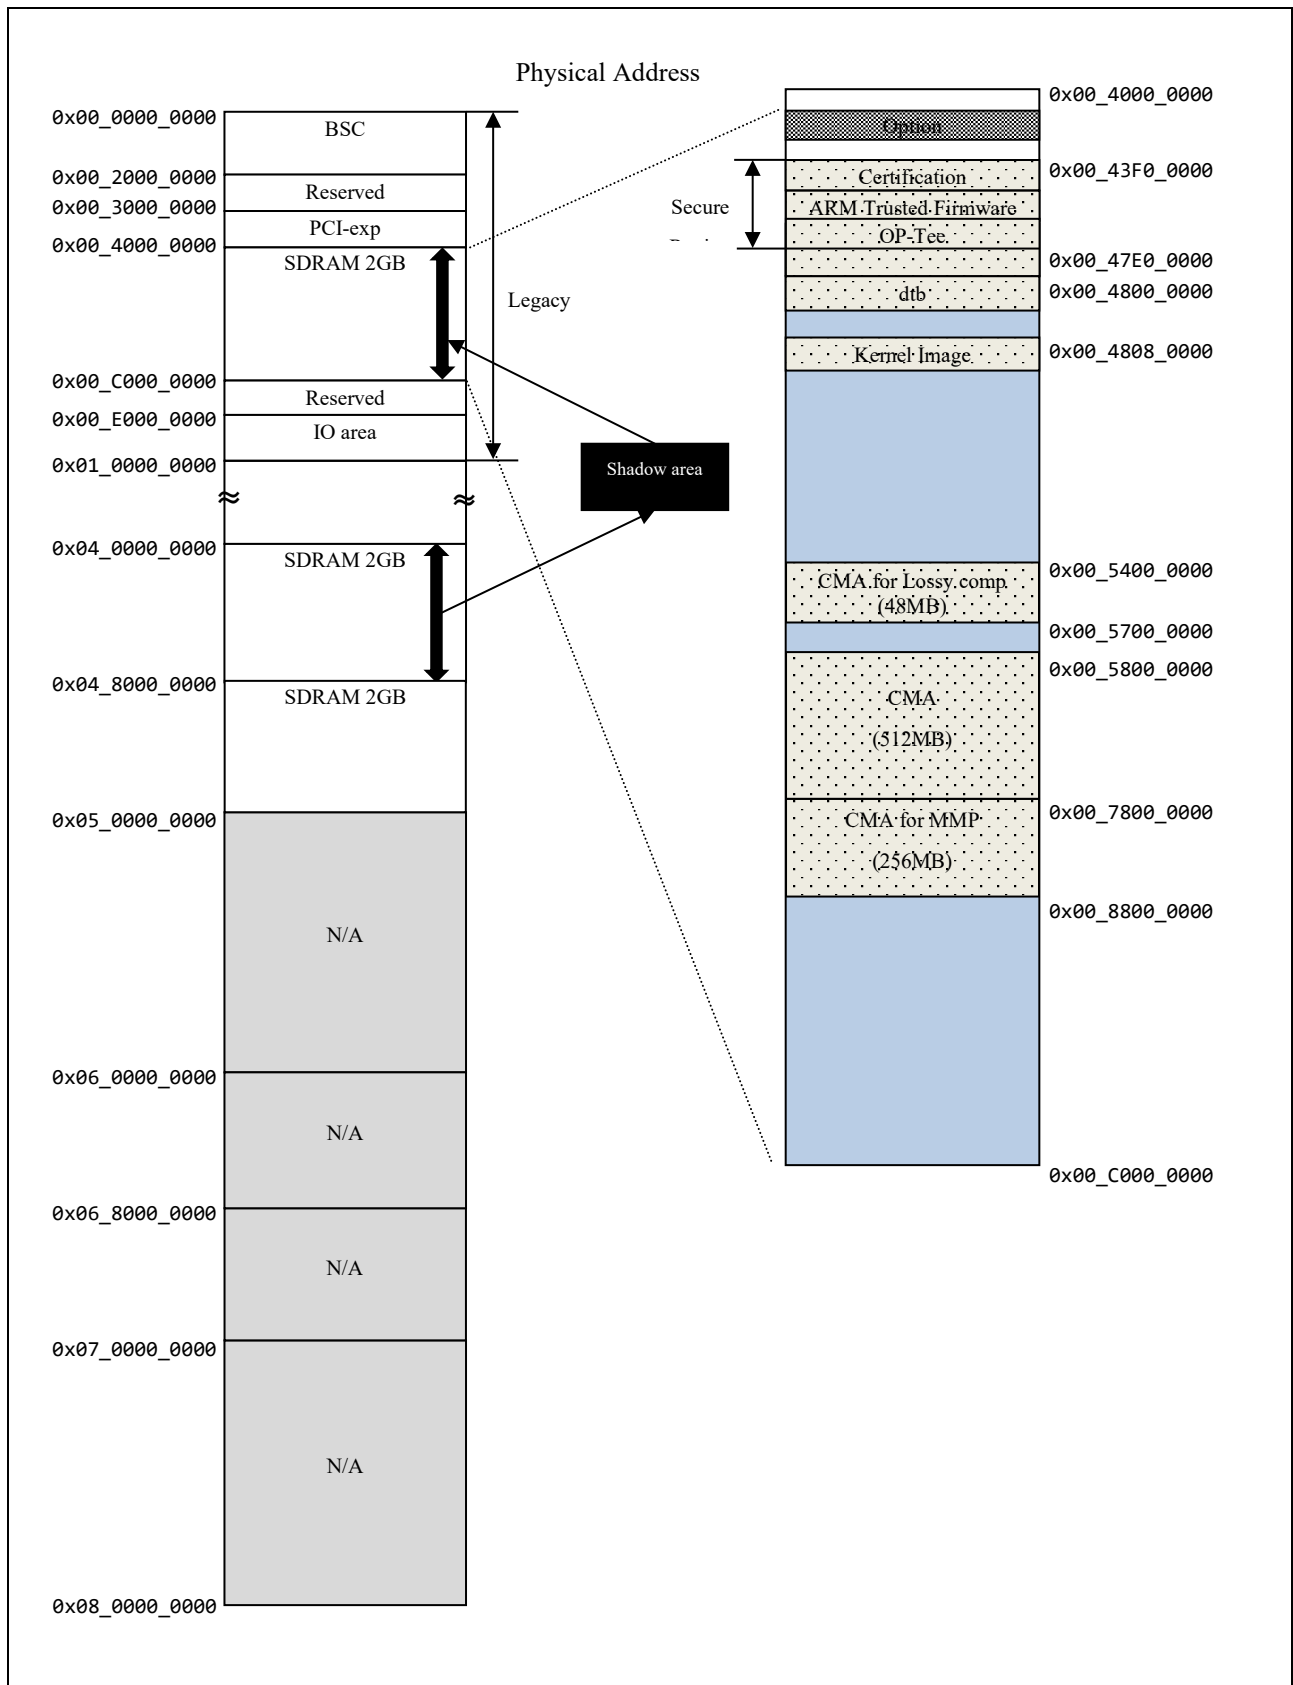 Physical Address
0x00_0000_0000
BSC
0x00_2000_0000
Reserved
0x00_3000_0000
PCI-exp
0x00_4000_0000
SDRAM 2GB
Legacy
0x00_C000_0000
Reserved
0x00_E000_0000
IO area
0x01_0000_0000
Shadow area
0x04_0000_0000
SDRAM 2GB
0x04_8000_0000
SDRAM 2GB
0x05_0000_0000
N/A
0x06_0000_0000
N/A
0x06_8000_0000
N/A
0x07_0000_0000
N/A
0x08_0000_0000
0x00_4000_0000
Option
0x00_43F0_0000
Certification
Secure
ARM Trusted Firmware
OP-Tee
0x00_47E0_0000
0x00_4800_0000
dtb
0x00_4808_0000
Kernel Image
0x00_5400_0000
CMA for Lossy comp
(48MB)
0x00_5700_0000
0x00_5800_0000
CMA
(512MB)
0x00_7800_0000
CMA for MMP
(256MB)
0x00_8800_0000
0x00_C000_0000